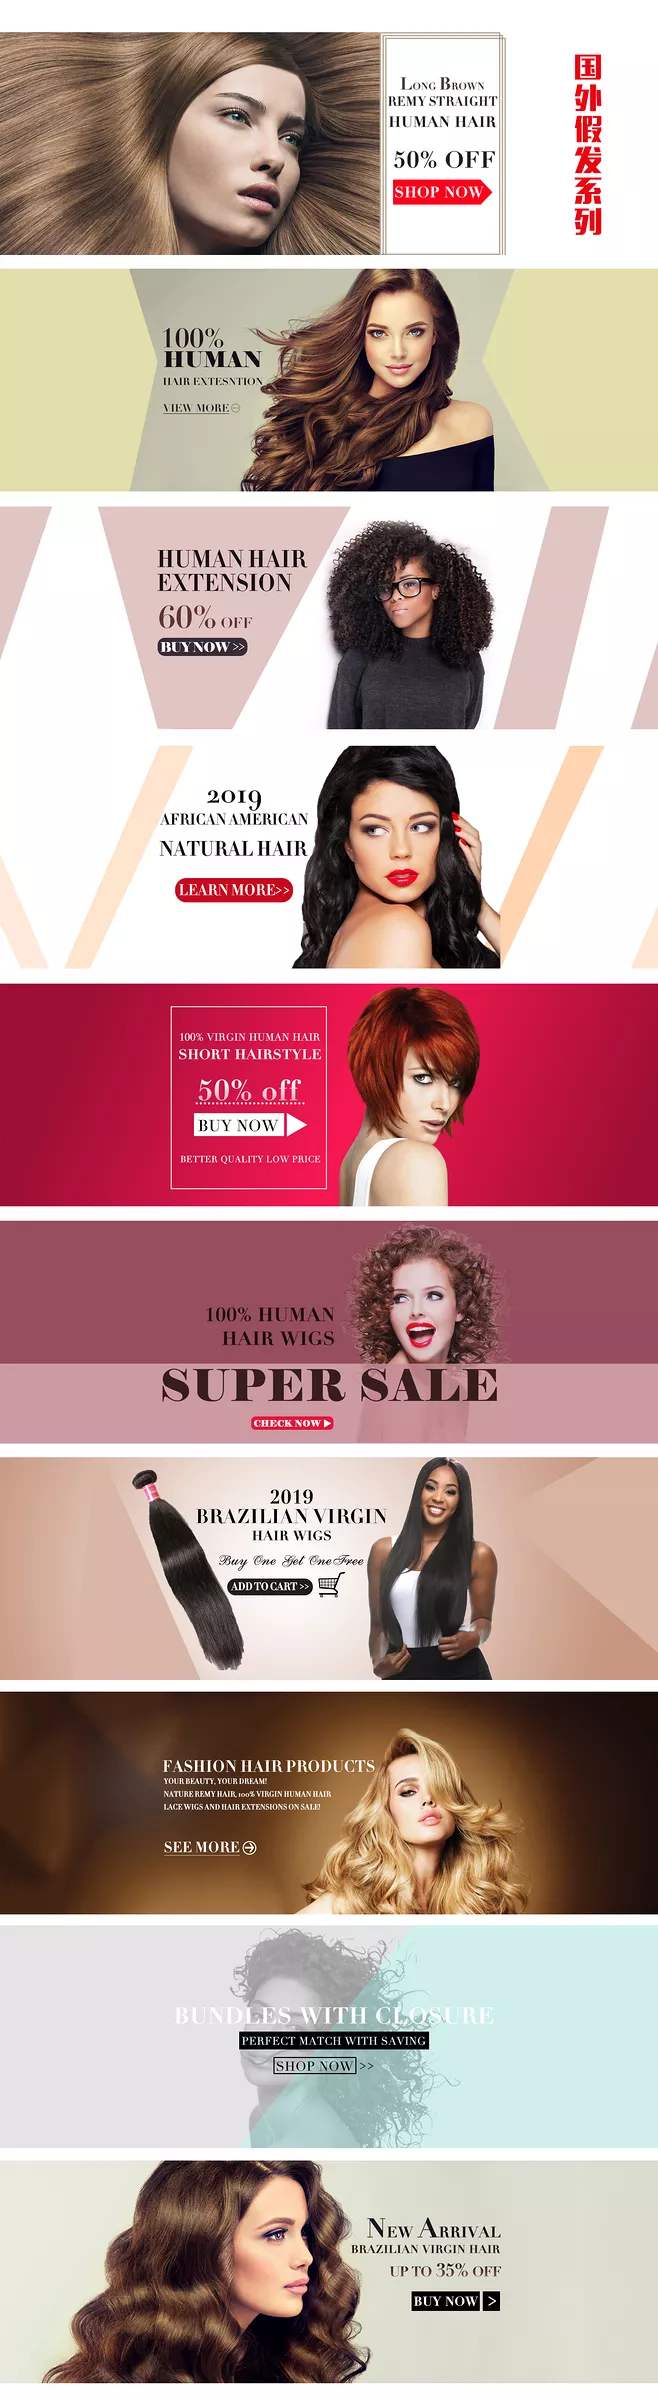 LONG BROWN
REMY STRAIGHT
HUMAN HAIR
50% OFF
SHOP NOW
国外假发系列
100%
HUMAN
HAIR EXTESNTION
VIEW MORE
HUMAN HAIR
EXTENSION
60% OFF
BUY NOW >>
2019
AFRICAN AMERICAN
NATURAL HAIR
LEARN MORE>>
100% VIRGIN HUMAN HAIR
SHORT HAIRSTYLE
50% off
BUY NOW
BETTER QUALITY LOW PRICE
100% HUMAN
HAIR WIGS
SUPER SALE
CHECK NOW
2019
BRAZILIAN VIRGIN
HAIR WIGS
Buy One Get One Free
ADD TO CART >>
FASHION HAIR PRODUCTS
YOUR BEAUTY, YOUR DREAM!
NATURE REMY HAIR, 100% VIRGIN HUMAN HAIR
LACE WIGS AND HAIR EXTENSIONS ON SALE!
SEE MORE
BUNDLES WITH CLOSURE
PERFECT MATCH WITH SAVING
SHOP NOW >>
NEW ARRIVAL
BRAZILIAN VIRGIN HAIR
UP TO 35% OFF
BUY NOW >